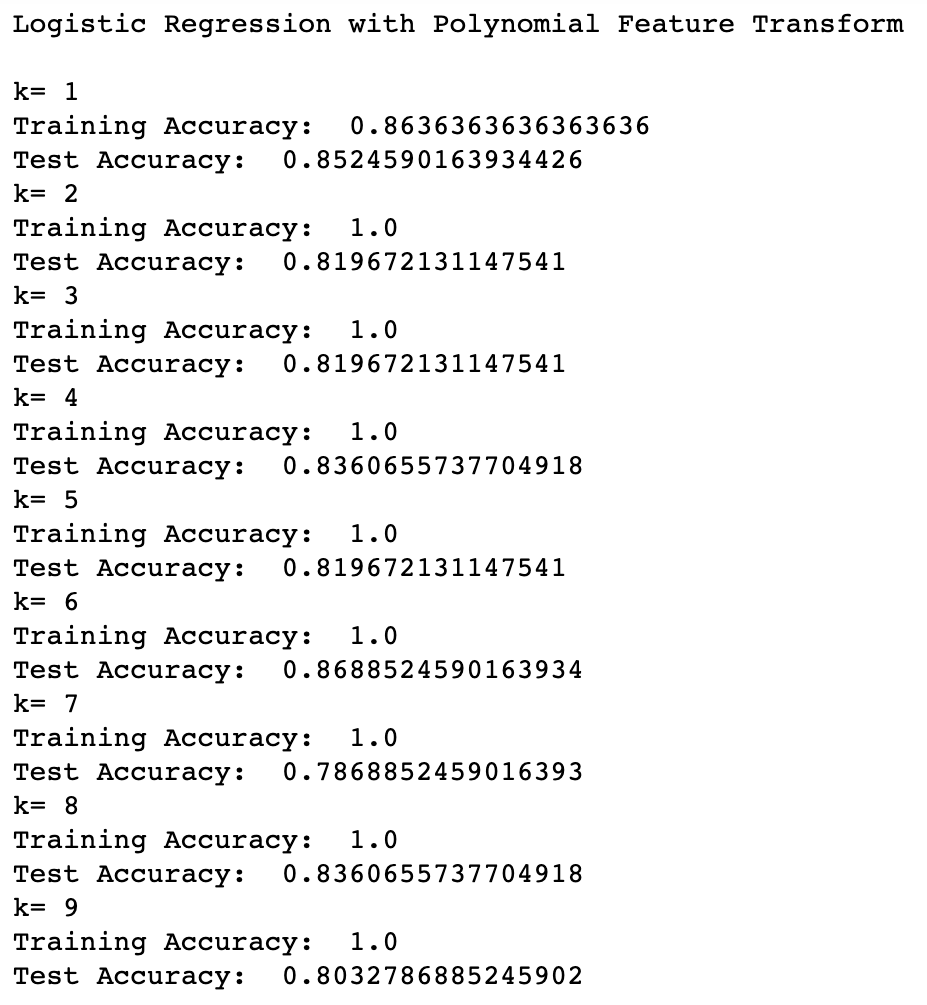 Logistic Regression with Polynomial Feature Transform
k= 1
Training Accuracy:  0.8636363636363636
Test Accuracy:  0.8524590163934426
k= 2
Training Accuracy:  1.0
Test Accuracy:  0.819672131147541
k= 3
Training Accuracy:  1.0
Test Accuracy:  0.819672131147541
k= 4
Training Accuracy:  1.0
Test Accuracy:  0.8360655737704918
k= 5
Training Accuracy:  1.0
Test Accuracy:  0.819672131147541
k= 6
Training Accuracy:  1.0
Test Accuracy:  0.8688524590163934
k= 7
Training Accuracy:  1.0
Test Accuracy:  0.7868852459016393
k= 8
Training Accuracy:  1.0
Test Accuracy:  0.8360655737704918
k= 9
Training Accuracy:  1.0
Test Accuracy:  0.8032786885245902